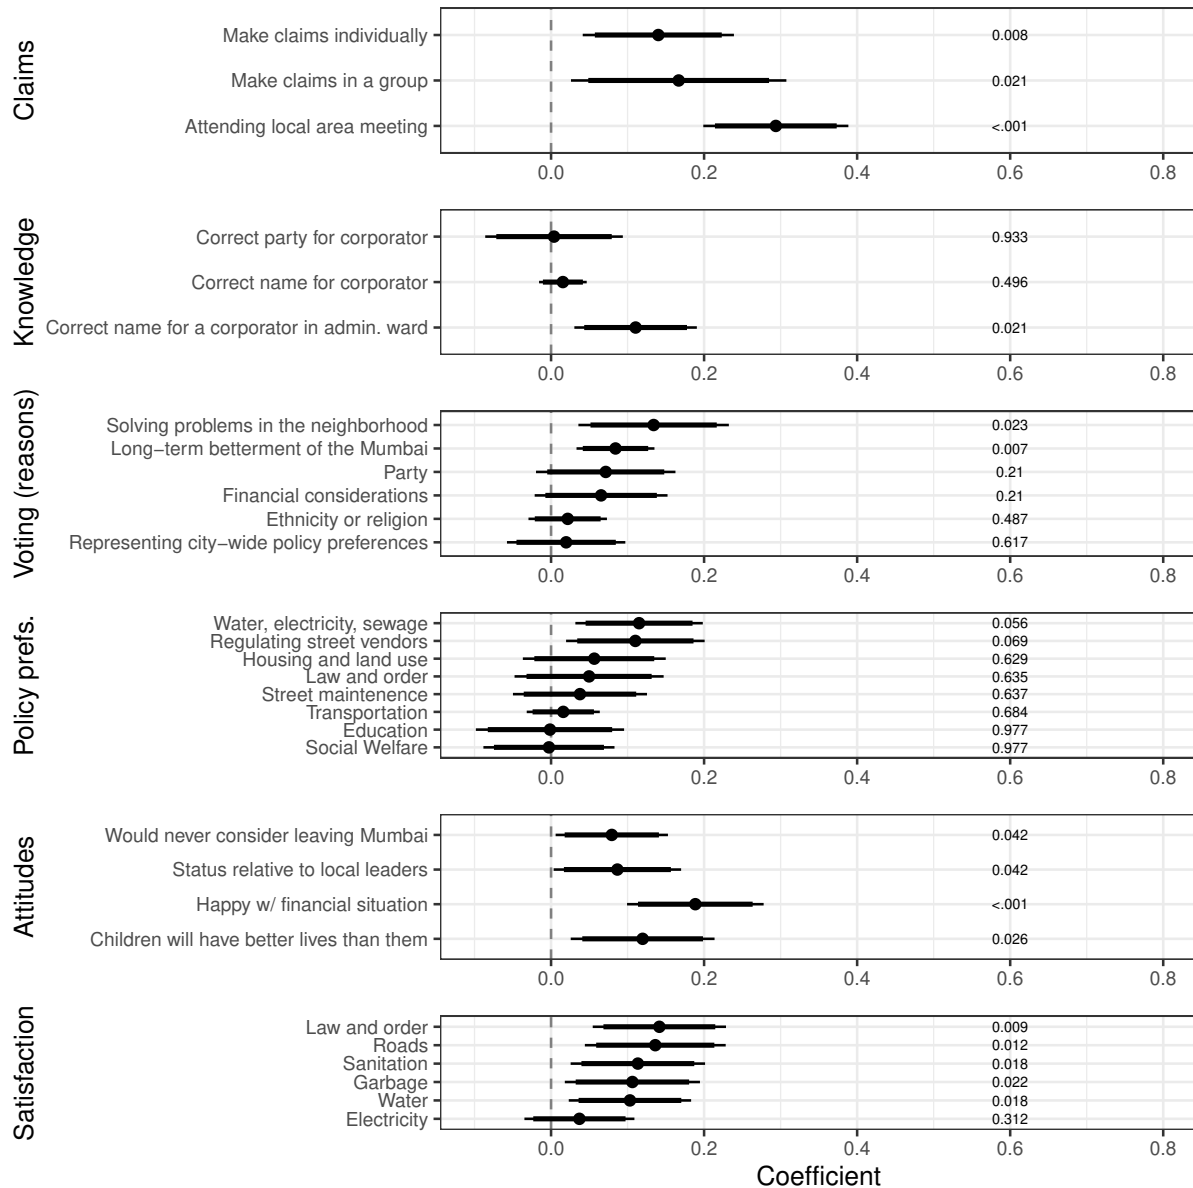 Claims
Make claims individually 0.008
Make claims in a group 0.021
Attending local area meeting <.001
0.0 0.2 0.4 0.6 0.8
Knowledge
Correct party for corporator 0.933
Correct name for corporator 0.496
Correct name for a corporator in admin. ward 0.021
0.0 0.2 0.4 0.6 0.8
Voting (reasons)
Solving problems in the neighborhood 0.023
Long−term betterment of the Mumbai 0.007
Party 0.21
Financial considerations 0.21
Ethnicity or religion 0.487
Representing city−wide policy preferences 0.617
0.0 0.2 0.4 0.6 0.8
Policy prefs.
Water, electricity, sewage 0.056
Regulating street vendors 0.069
Housing and land use 0.629
Law and order 0.635
Street maintenence 0.637
Transportation 0.684
Education 0.977
Social Welfare 0.977
0.0 0.2 0.4 0.6 0.8
Attitudes
Would never consider leaving Mumbai 0.042
Status relative to local leaders 0.042
Happy w/ financial situation <.001
Children will have better lives than them 0.026
0.0 0.2 0.4 0.6 0.8
Satisfaction
Law and order 0.009
Roads 0.012
Sanitation 0.018
Garbage 0.022
Water 0.018
Electricity 0.312
0.0 0.2 0.4 0.6 0.8
Coefficient